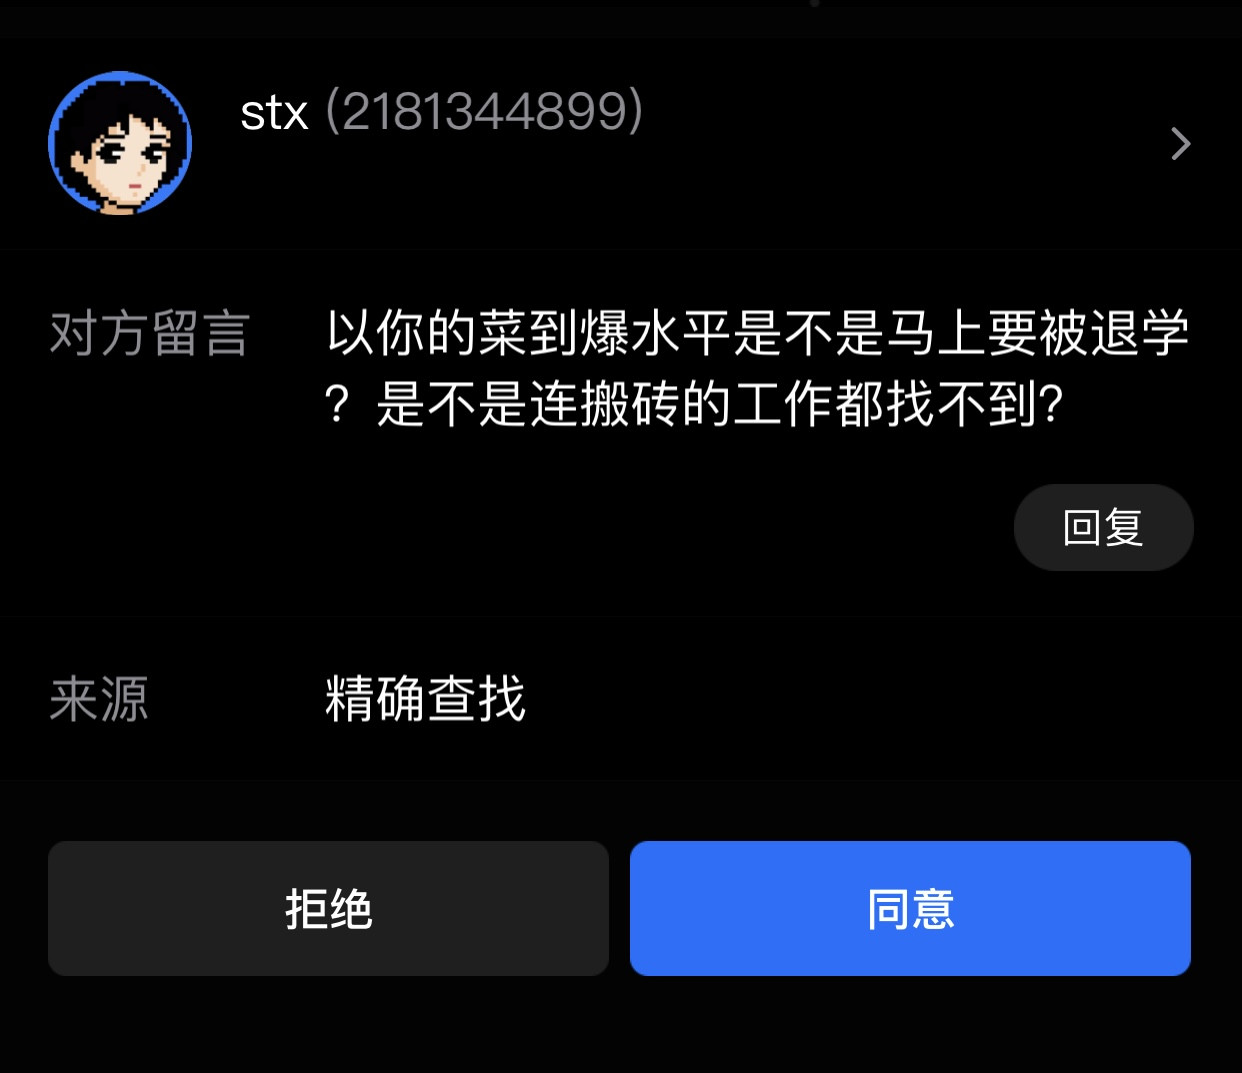 stx (2181344899)
对方留言
以你的菜到爆水平是不是马上要被退学
？是不是连搬砖的工作都找不到?
回复
来源
精确查找
拒绝
同意